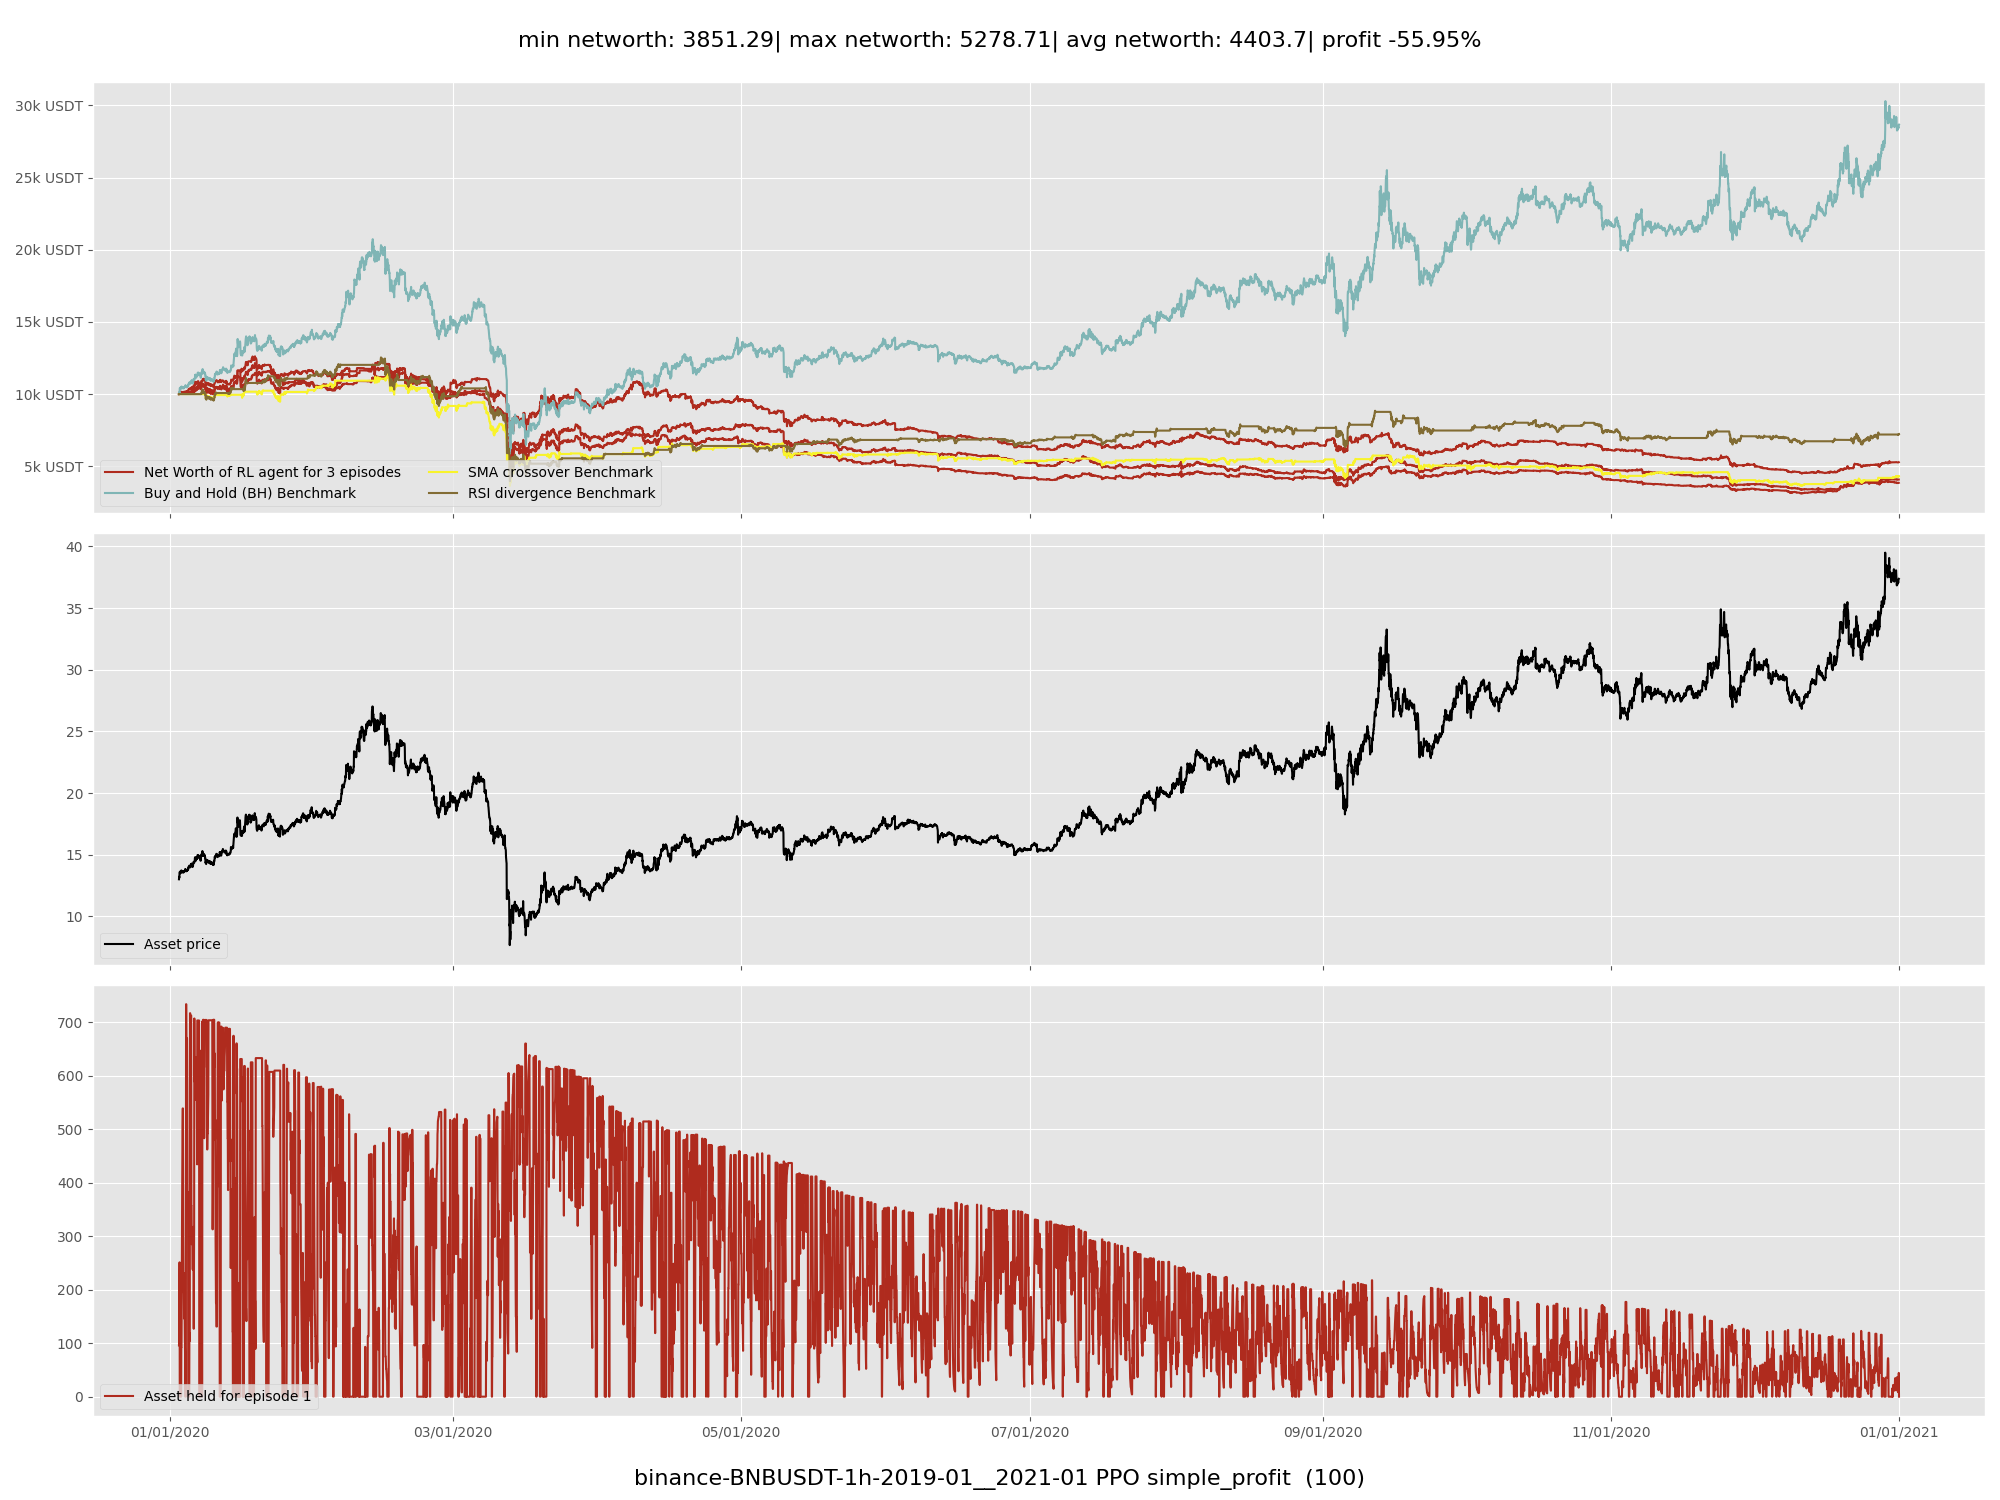 min networth: 3851.29| max networth: 5278.71| avg networth: 4403.7| profit -55.95%
30k USDT
25k USDT
20k USDT
15k USDT
10k USDT
5k USDT
Net Worth of RL agent for 3 episodes
Buy and Hold (BH) Benchmark
SMA crossover Benchmark
RSI divergence Benchmark
40
35
30
25
20
15
10
Asset price
700
600
500
400
300
200
100
0
Asset held for episode 1
01/01/2020 03/01/2020 05/01/2020 07/01/2020 09/01/2020 11/01/2020 01/01/2021
binance-BNBUSDT-1h-2019-01__2021-01 PPO simple_profit (100)